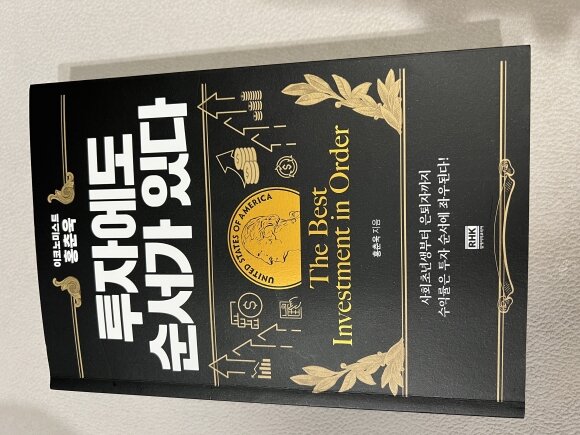 이코노미스트
홍춘욱
투자에도
순서가 있다
UNITED STATES OF AMERICA
The Best
Investment in Order
홍춘욱 지음
사회초년생부터 은퇴자까지
수익률은 투자 순서에 좌우된다!
RHK